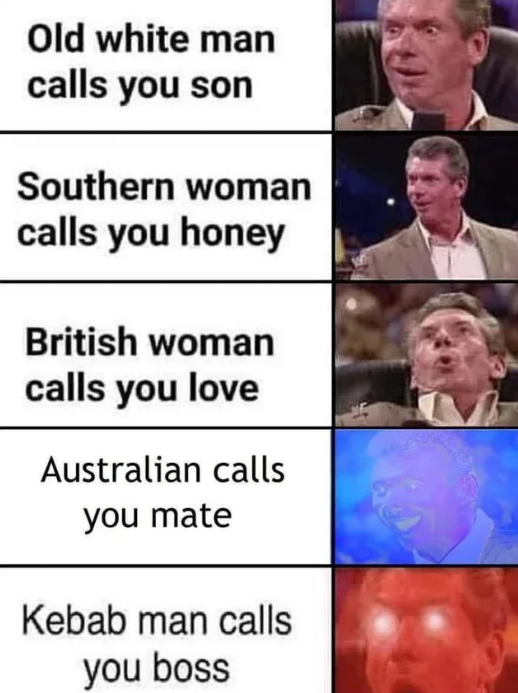 Old white man
calls you son
Southern woman
calls you honey
British woman
calls you love
Australian calls
you mate
Kebab man calls
you boss